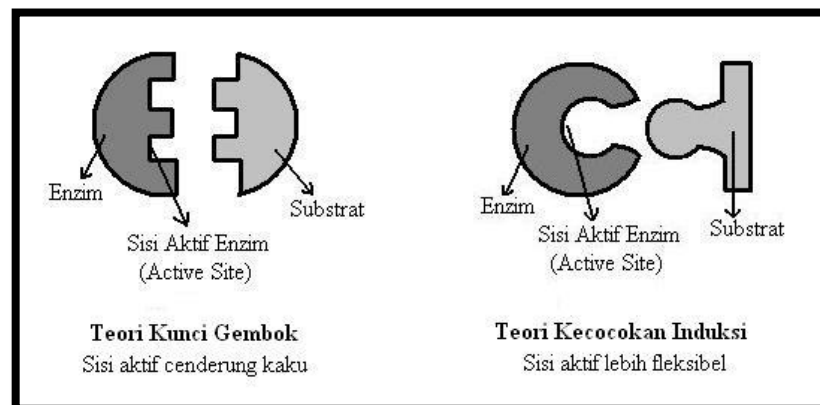 Enzim
Sisi Aktif Enzim
(Active Site)
Substrat
Teori Kunci Gembok
Sisi aktif cenderung kaku
Enzim
Sisi Aktif Enzim
(Active Site)
Substrat
Teori Kecocokan Induksi
Sisi aktif lebih fleksibel